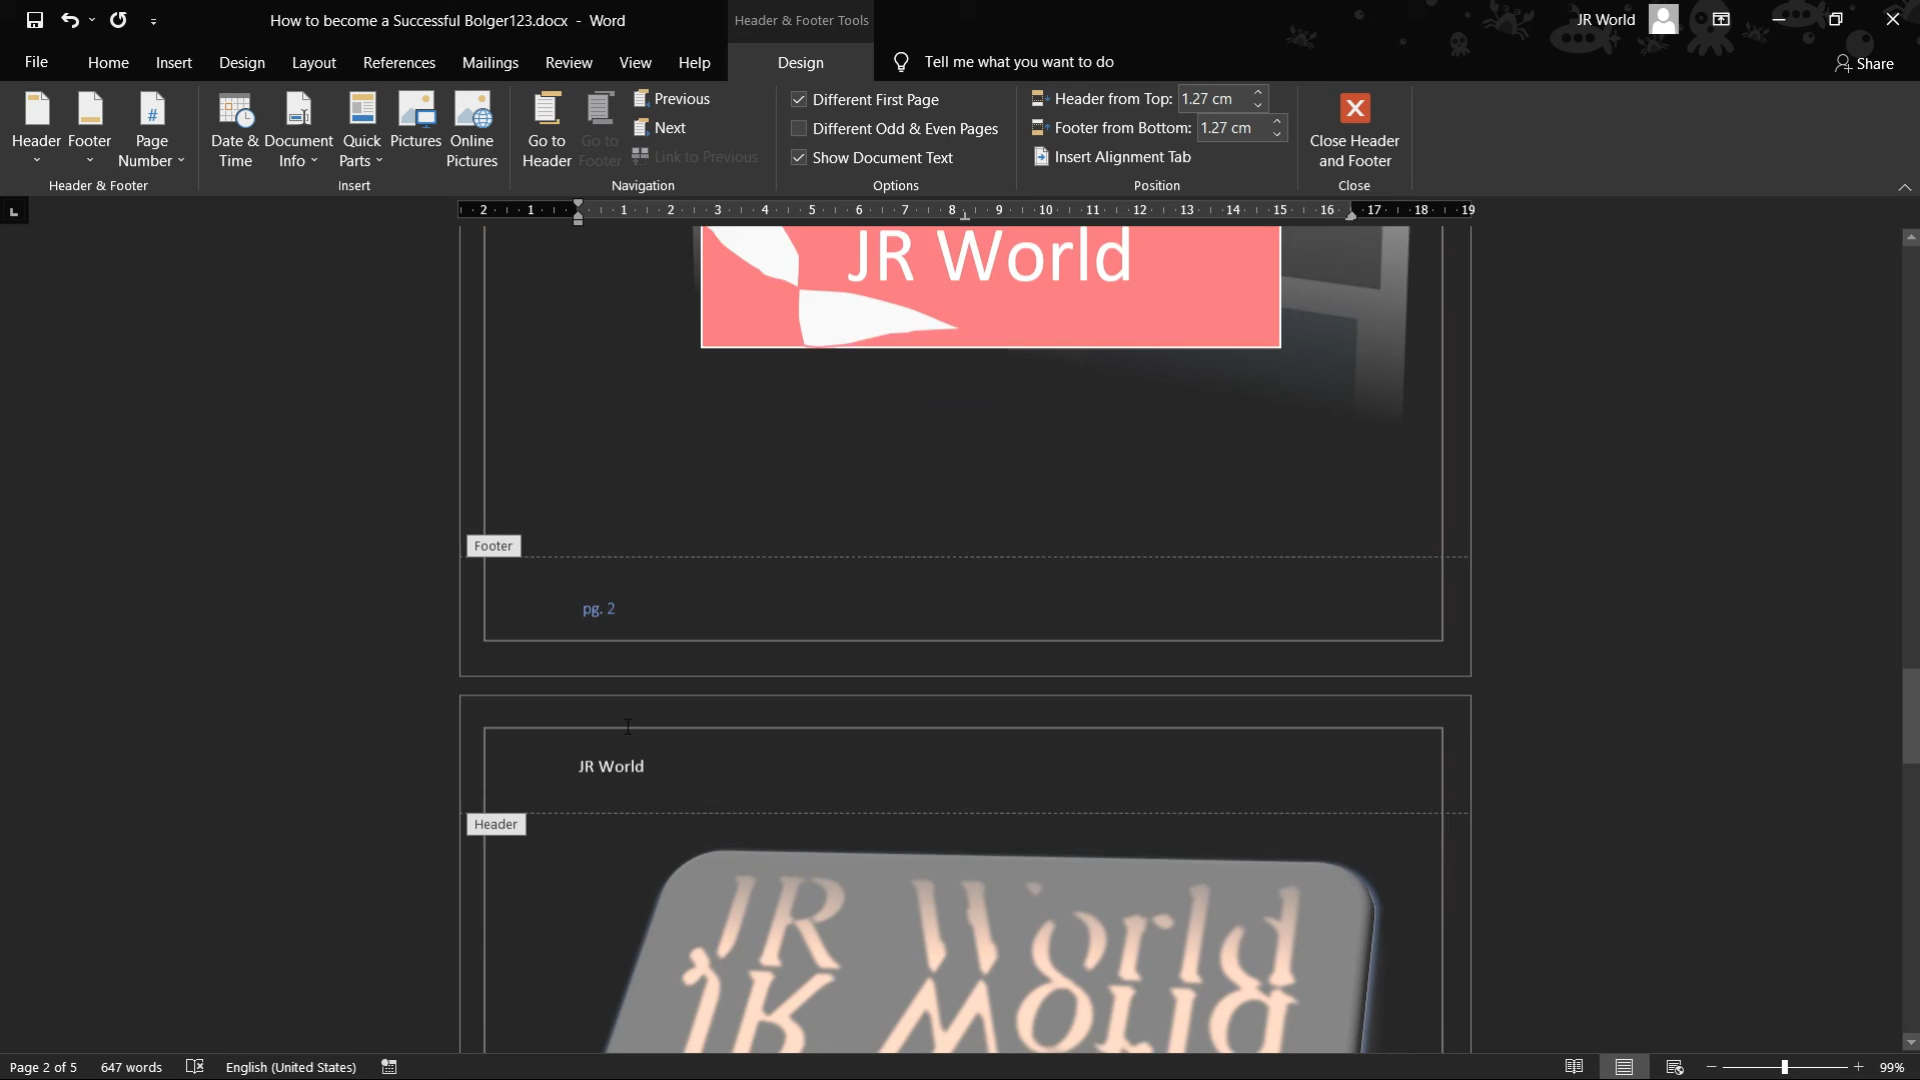 How to become a Successful Bolger123.docx - Word
Header & Footer Tools
JR World
File Home Insert Design Layout References Mailings Review View Help Design Tell me what you want to do Share
Header Footer Page Number
Header & Footer
Date & Time Document Info Quick Parts Pictures Online Pictures
Insert
Go to Header Go to Footer
Previous
Next
Link to Previous
Navigation
Different First Page
Different Odd & Even Pages
Show Document Text
Options
Header from Top: 1.27 cm
Footer from Bottom: 1.27 cm
Insert Alignment Tab
Position
Close Header and Footer
Close
2 1 1 2 3 4 5 6 7 8 9 10 11 12 13 14 15 16 17 18 19
JR World
Footer
pg. 2
JR World
Header
JR World
JR World
Page 2 of 5 647 words English (United States) 99%